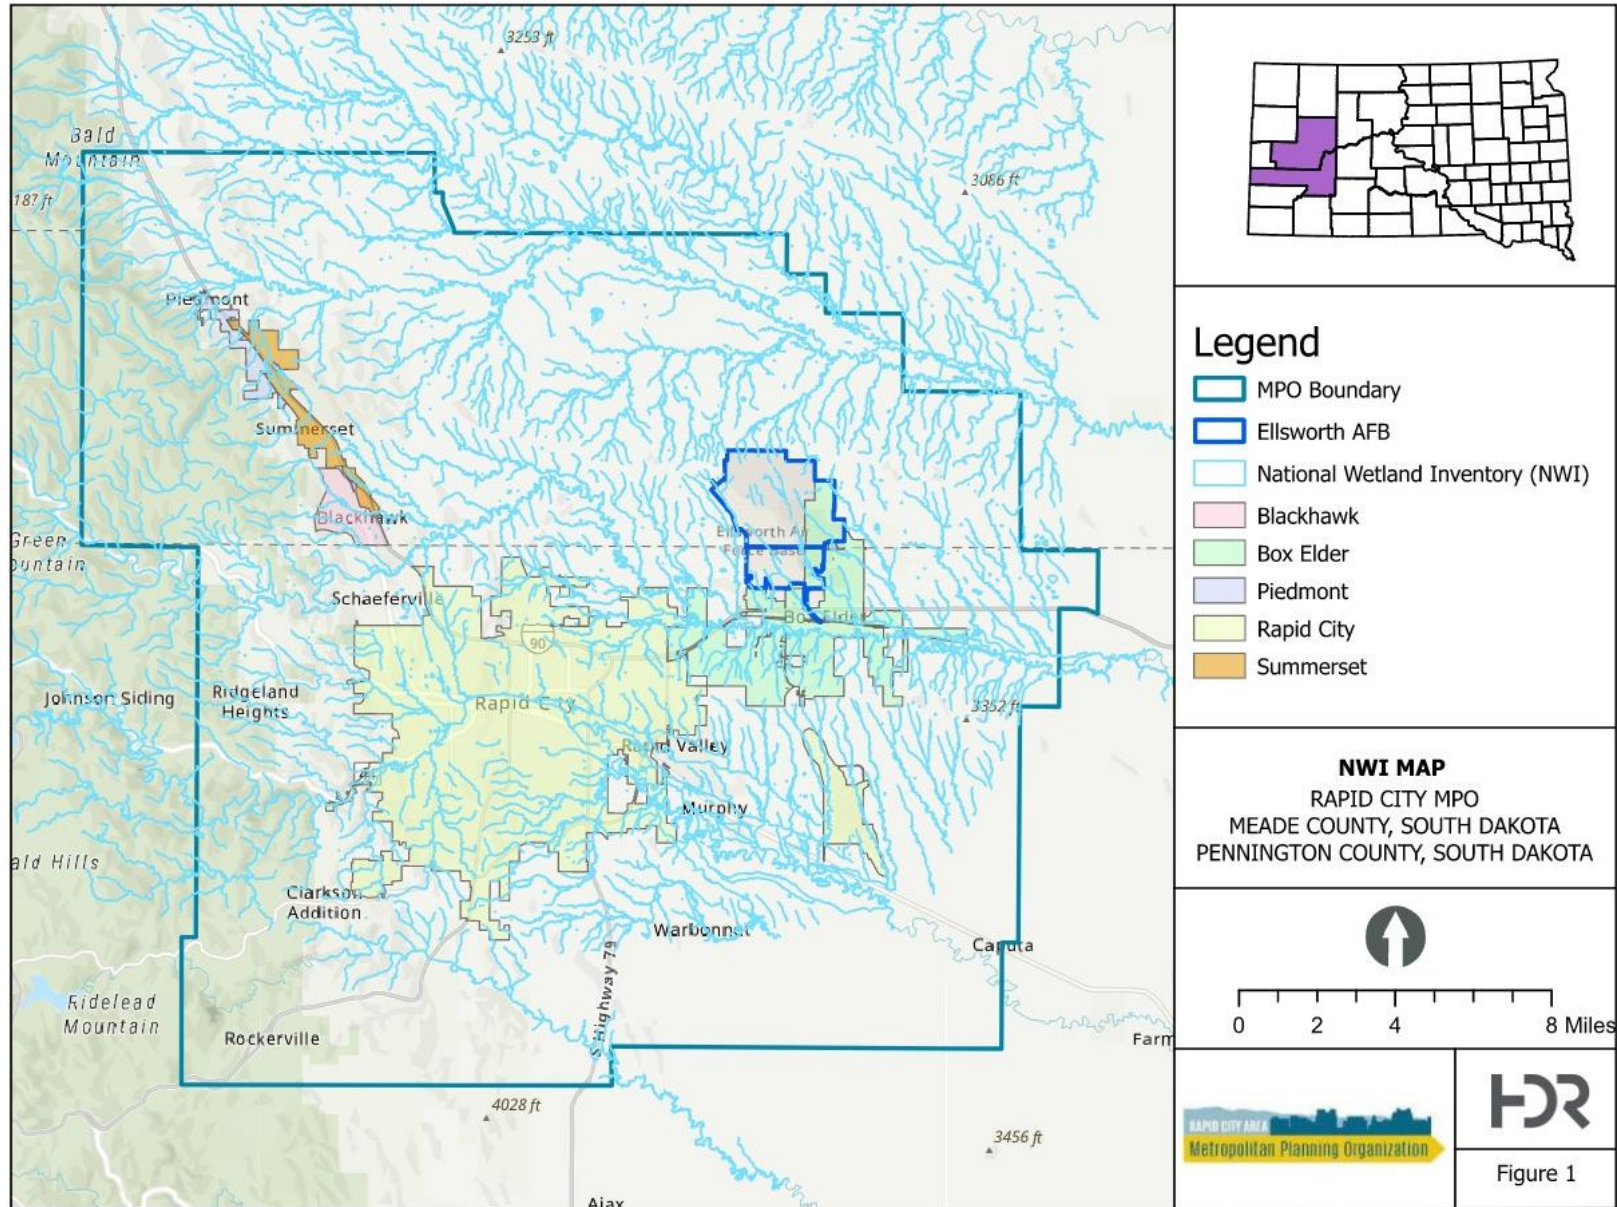 3253 ft
Bald
Mountain
187 ft
3086 ft
Piedmont
Summerset
Blackhawk
Green
ountain
Ellsworth Air
Force Base
Schaeferville
Box Elder
90
Johnson Siding
Ridgeland
Heights
Rapid City
3352 ft
Rapid Valley
Murphy
ald Hills
Clarkson
Addition
Warbonnet
Caputa
S Highway 79
Ridelead
Mountain
Rockerville
Farm
4028 ft
3456 ft
Ajax
Legend
MPO Boundary
Ellsworth AFB
National Wetland Inventory (NWI)
Blackhawk
Box Elder
Piedmont
Rapid City
Summerset
NWI MAP
RAPID CITY MPO
MEADE COUNTY, SOUTH DAKOTA
PENNINGTON COUNTY, SOUTH DAKOTA
0 2 4 8 Miles
RAPID CITY AREA
Metropolitan Planning Organization
HDR
Figure 1